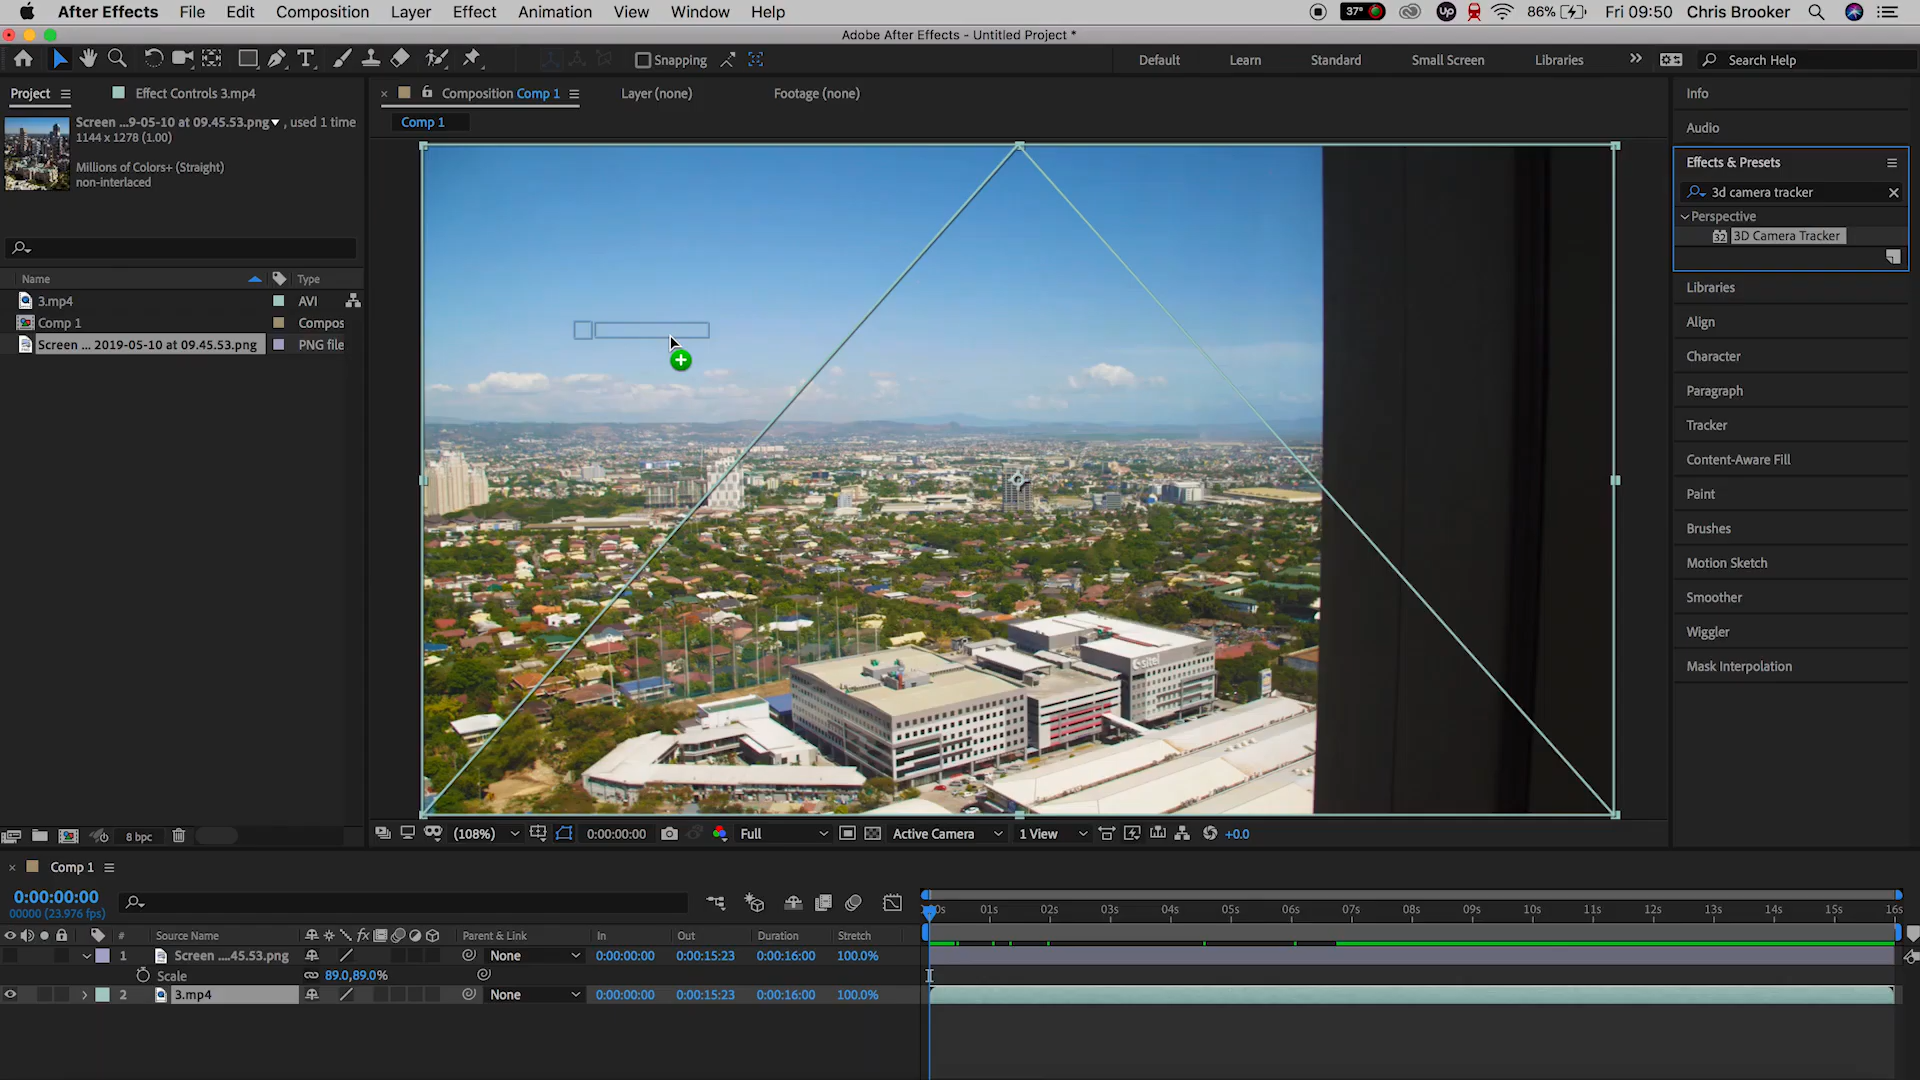 After Effects File Edit Composition Layer Effect Animation View Window Help 37° Up 86% Fri 09:50 Chris Brooker
Adobe After Effects - Untitled Project *
Snapping Default Learn Standard Small Screen Libraries Search Help
Project Effect Controls 3.mp4 Composition Comp 1 Layer (none) Footage (none) Info
Screen ...9-05-10 at 09.45.53.png , used 1 time
1144 x 1278 (1.00)
Comp 1
Audio
Millions of Colors+ (Straight)
non-interlaced
Effects & Presets
3d camera tracker
Perspective
32 3D Camera Tracker
Name Type
Libraries
3.mp4 AVI
Comp 1 Compos
Align
Screen ... 2019-05-10 at 09.45.53.png PNG file
Character
Paragraph
Tracker
Content-Aware Fill
Paint
Brushes
Motion Sketch
Smoother
Wiggler
Mask Interpolation
sitel
8 bpc (108%) 0:00:00:00 Full Active Camera 1 View +0.0
Comp 1
0:00:00:00
00000 (23.976 fps)
01s 02s 03s 04s 05s 06s 07s 08s 09s 10s 11s 12s 13s 14s 15s 16s
# Source Name fx Parent & Link In Out Duration Stretch
1 Screen ....45.53.png None 0:00:00:00 0:00:15:23 0:00:16:00 100.0%
Scale 89.0,89.0%
2 3.mp4 None 0:00:00:00 0:00:15:23 0:00:16:00 100.0%